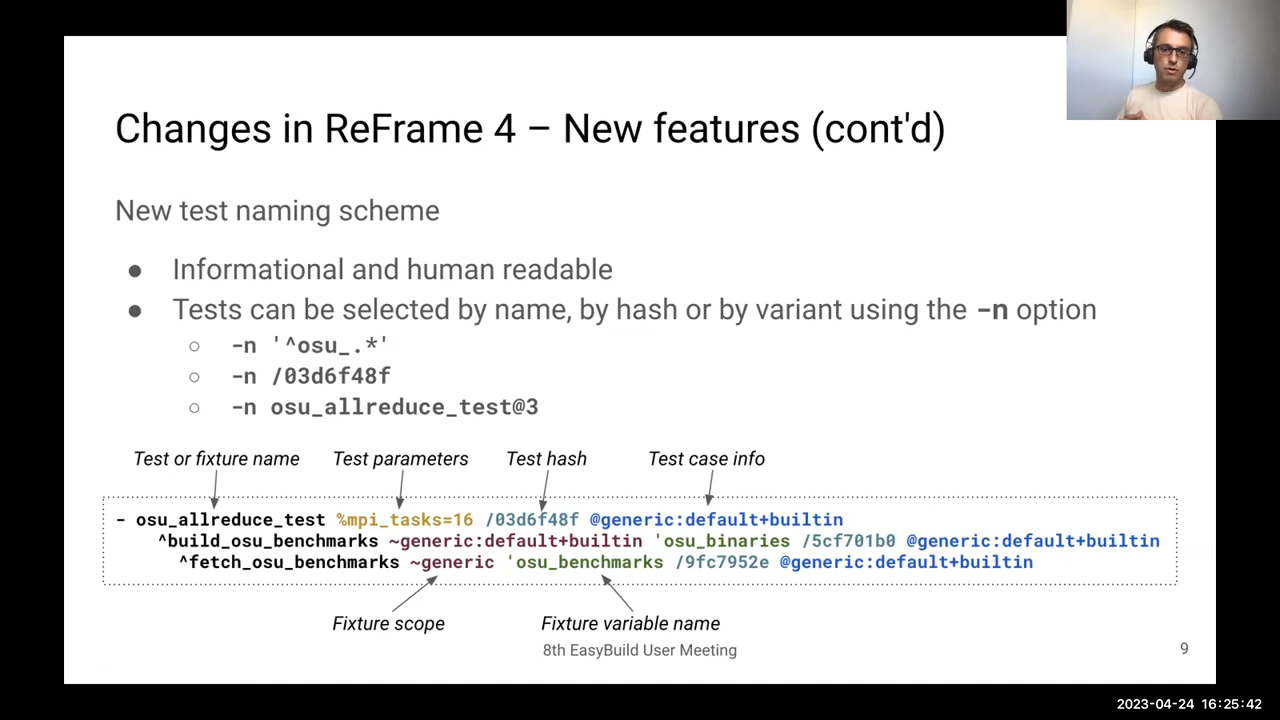 Changes in ReFrame 4 – New features (cont'd)
New test naming scheme
● Informational and human readable
● Tests can be selected by name, by hash or by variant using the -n option
○ -n '^osu_.*'
○ -n /03d6f48f
○ -n osu_allreduce_test@3
Test or fixture name Test parameters Test hash Test case info
- osu_allreduce_test %mpi_tasks=16 /03d6f48f @generic:default+builtin
^build_osu_benchmarks ~generic:default+builtin 'osu_binaries /5cf701b0 @generic:default+builtin
^fetch_osu_benchmarks ~generic 'osu_benchmarks /9fc7952e @generic:default+builtin
Fixture scope Fixture variable name
8th EasyBuild User Meeting 9
2023-04-24 16:25:42